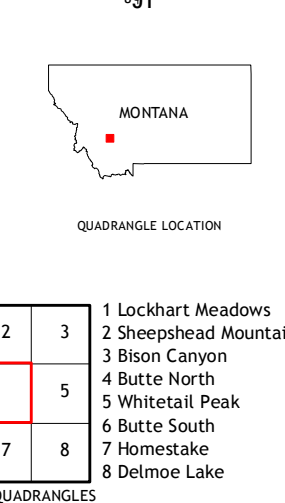 ⁶91
MONTANA
QUADRANGLE LOCATION
2 3
5
7 8
1 Lockhart Meadows
2 Sheepshead Mountai
3 Bison Canyon
4 Butte North
5 Whitetail Peak
6 Butte South
7 Homestake
8 Delmoe Lake
QUADRANGLES